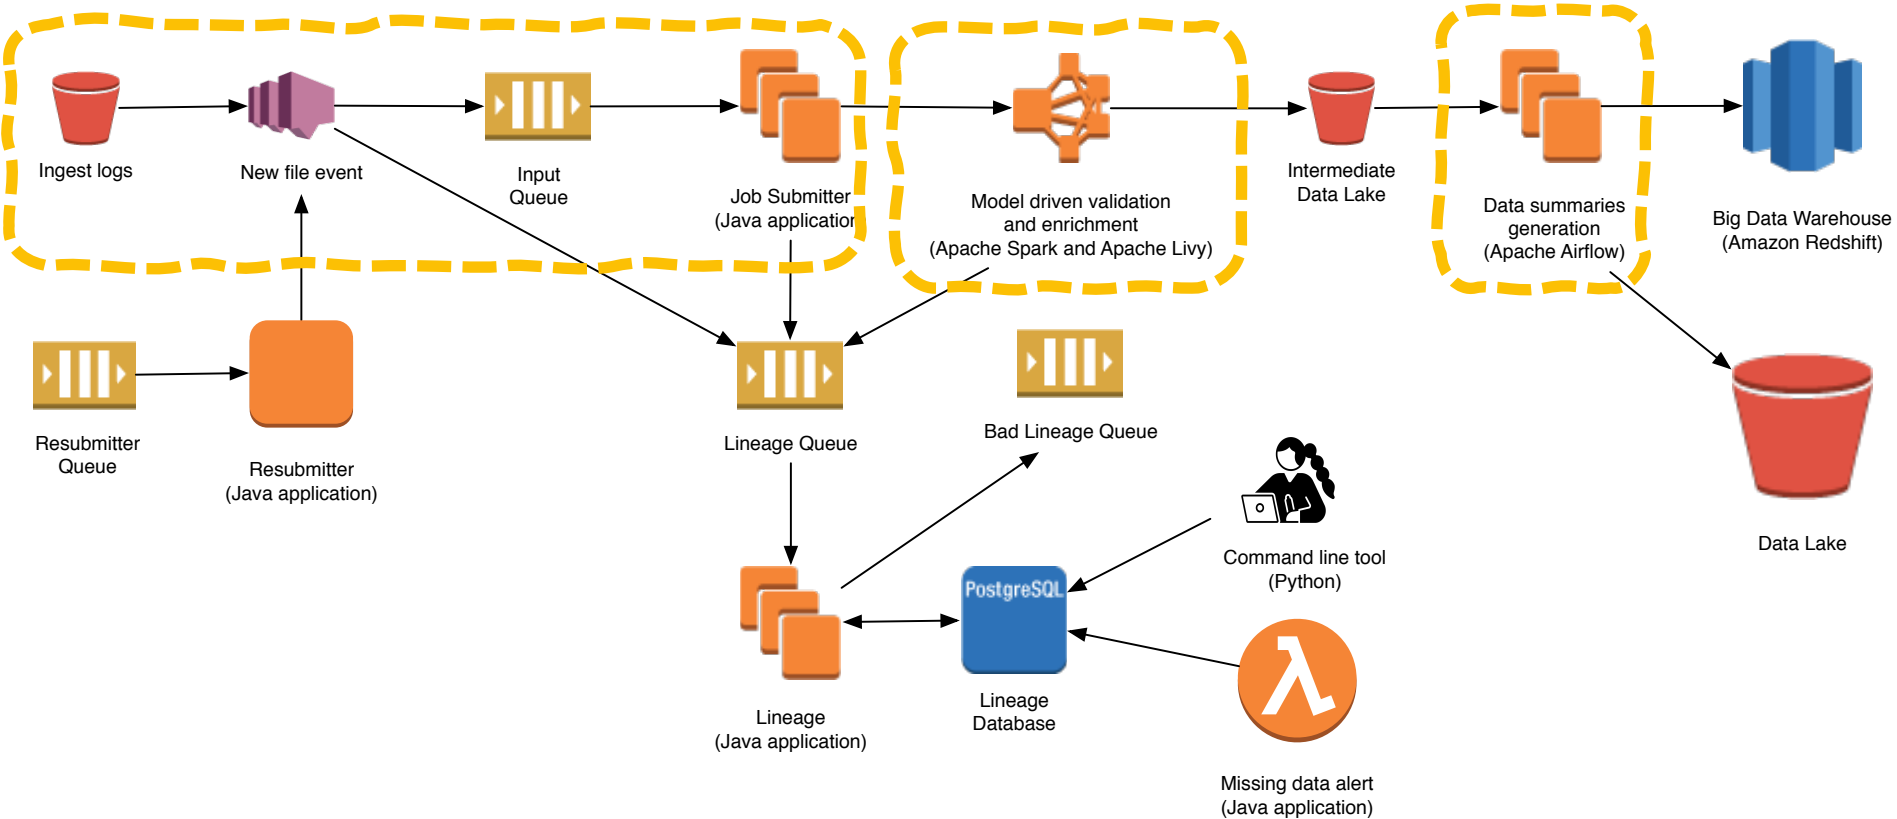 Ingest logs
New file event
Input
Queue
Job Submitter
(Java application)
Model driven validation
and enrichment
(Apache Spark and Apache Livy)
Intermediate
Data Lake
Data summaries
generation
(Apache Airflow)
Big Data Warehouse
(Amazon Redshift)
Resubmitter
Queue
Resubmitter
(Java application)
Lineage Queue
Bad Lineage Queue
Command line tool
(Python)
Data Lake
PostgreSQL
Lineage
(Java application)
Lineage
Database
Missing data alert
(Java application)